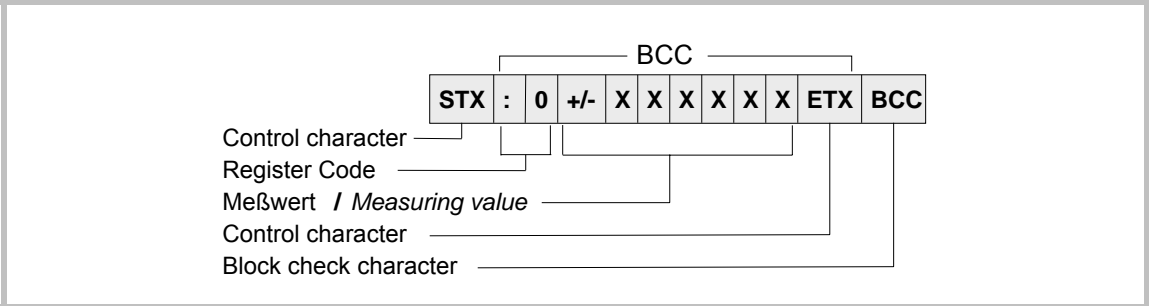 BCC
STX : 0 +/- X X X X X X ETX BCC
Control character
Register Code
Meßwert / Measuring value
Control character
Block check character